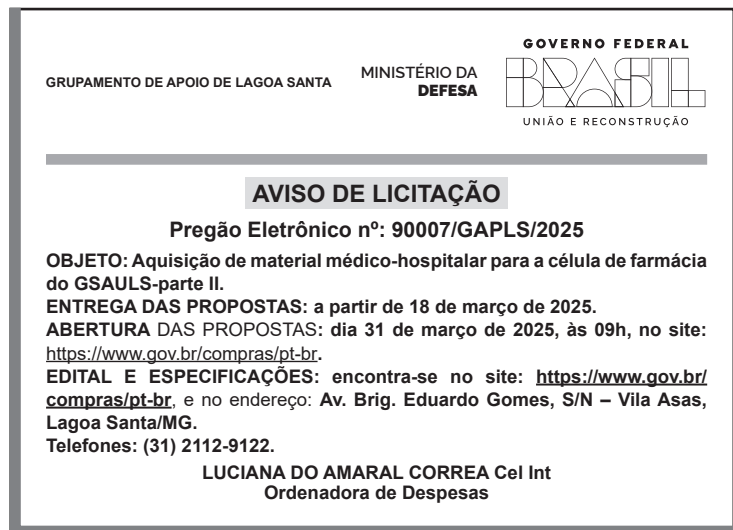 GOVERNO FEDERAL
GRUPAMENTO DE APOIO DE LAGOA SANTA
MINISTÉRIO DA
DEFESA
BRASIL
UNIÃO E RECONSTRUÇÃO
AVISO DE LICITAÇÃO
Pregão Eletrônico nº: 90007/GAPLS/2025
OBJETO: Aquisição de material médico-hospitalar para a célula de farmácia
do GSAULS-parte II.
ENTREGA DAS PROPOSTAS: a partir de 18 de março de 2025.
ABERTURA DAS PROPOSTAS: dia 31 de março de 2025, às 09h, no site:
https://www.gov.br/compras/pt-br.
EDITAL E ESPECIFICAÇÕES: encontra-se no site: https://www.gov.br/
compras/pt-br, e no endereço: Av. Brig. Eduardo Gomes, S/N – Vila Asas,
Lagoa Santa/MG.
Telefones: (31) 2112-9122.
LUCIANA DO AMARAL CORREA Cel Int
Ordenadora de Despesas